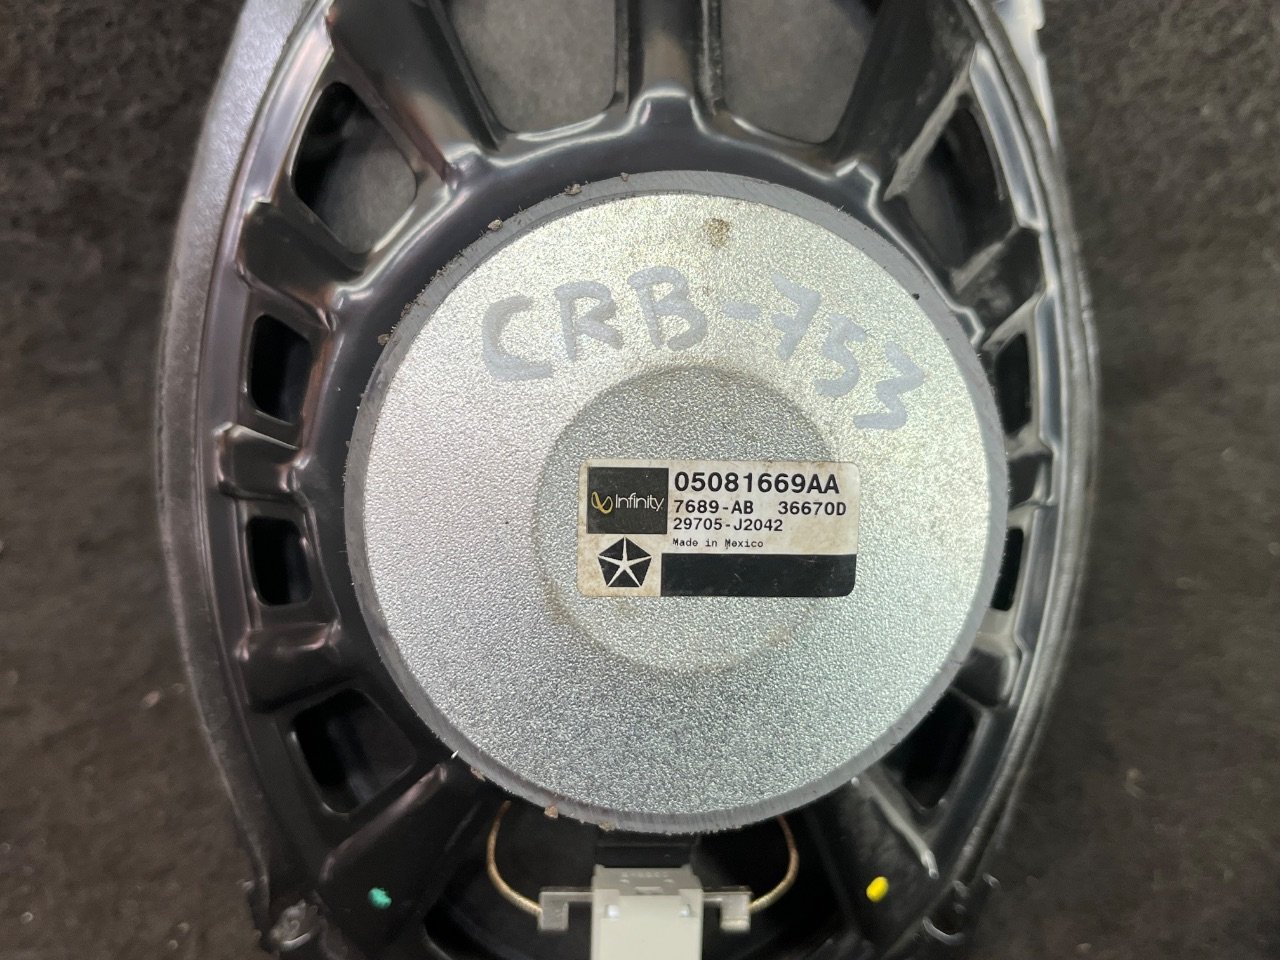 CRB-753
Infinity
05081669AA
7689-AB 36670D
29705-J2042
Made in Mexico